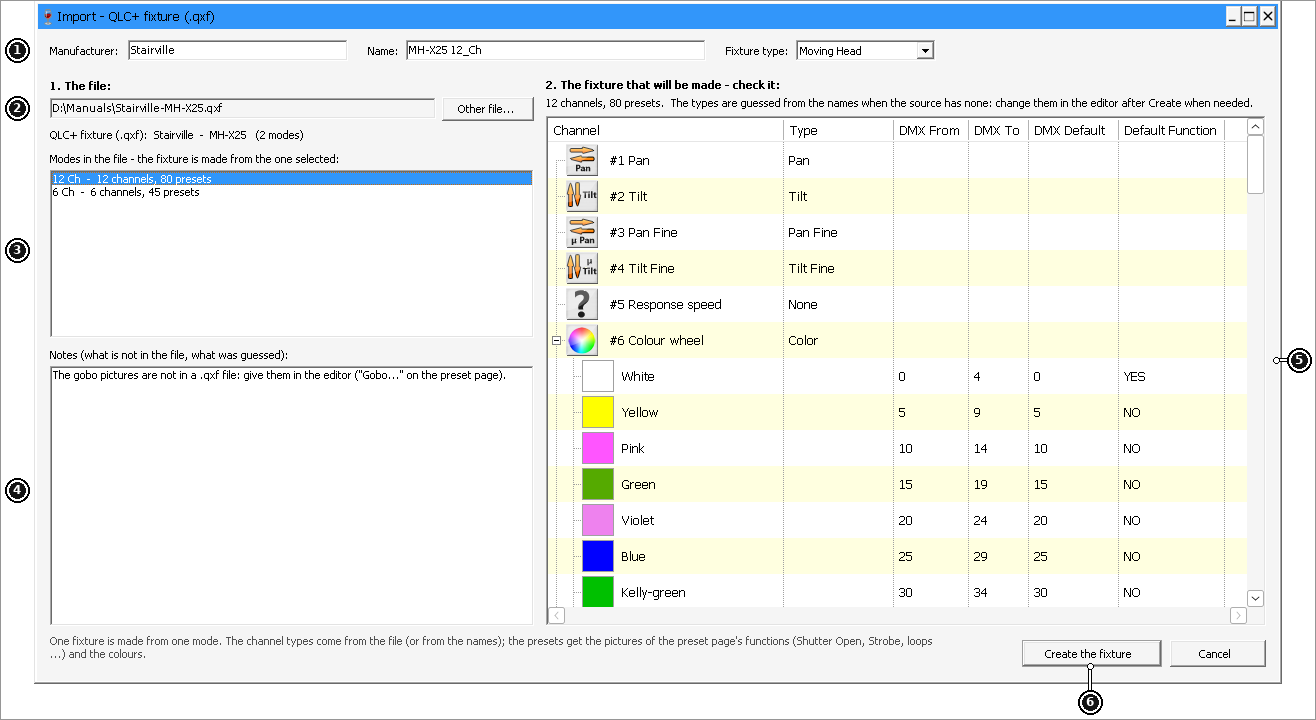 Import - QLC+ fixture (.qxf)
1
Manufacturer: Stairville Name: MH-X25 12_Ch Fixture type: Moving Head
1. The file:
2
D:\Manuals\Stairville-MH-X25.qxf Other file...
QLC+ fixture (.qxf): Stairville - MH-X25 (2 modes)
Modes in the file - the fixture is made from the one selected:
12 Ch - 12 channels, 80 presets
6 Ch - 6 channels, 45 presets
3
Notes (what is not in the file, what was guessed):
The gobo pictures are not in a .qxf file: give them in the editor ("Gobo..." on the preset page).
4
2. The fixture that will be made - check it:
12 channels, 80 presets. The types are guessed from the names when the source has none: change them in the editor after Create when needed.
Channel Type DMX From DMX To DMX Default Default Function
Pan #1 Pan Pan
Tilt #2 Tilt Tilt
µ Pan #3 Pan Fine Pan Fine
µ Tilt #4 Tilt Fine Tilt Fine
? #5 Response speed None
#6 Colour wheel Color
White 0 4 0 YES
Yellow 5 9 5 NO
Pink 10 14 10 NO
Green 15 19 15 NO
Violet 20 24 20 NO
Blue 25 29 25 NO
Kelly-green 30 34 30 NO
5
One fixture is made from one mode. The channel types come from the file (or from the names); the presets get the pictures of the preset page's functions (Shutter Open, Strobe, loops
...) and the colours.
Create the fixture Cancel
6